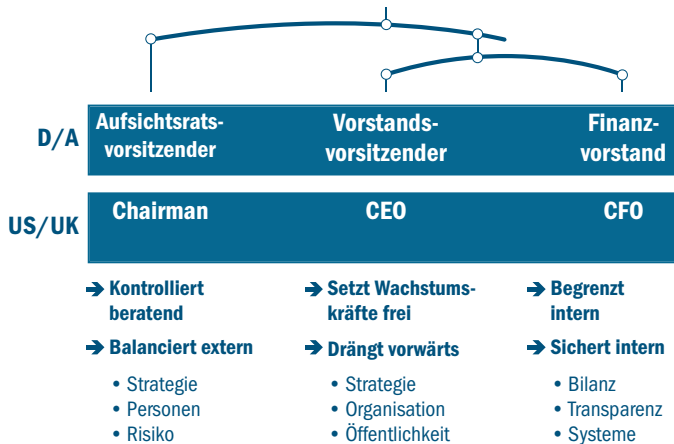 D/A
Aufsichtsrats-
vorsitzender
Vorstands-
vorsitzender
Finanz-
vorstand
US/UK
Chairman
CEO
CFO
➔ Kontrolliert
beratend
➔ Balanciert extern
• Strategie
• Personen
• Risiko
➔ Setzt Wachstums-
kräfte frei
➔ Drängt vorwärts
• Strategie
• Organisation
• Öffentlichkeit
➔ Begrenzt
intern
➔ Sichert intern
• Bilanz
• Transparenz
• Systeme